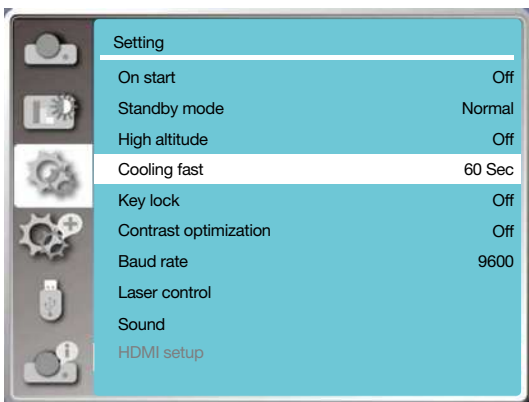 Setting
On start Off
Standby mode Normal
High altitude Off
Cooling fast 60 Sec
Key lock Off
Contrast optimization Off
Baud rate 9600
Laser control
Sound
HDMI setup